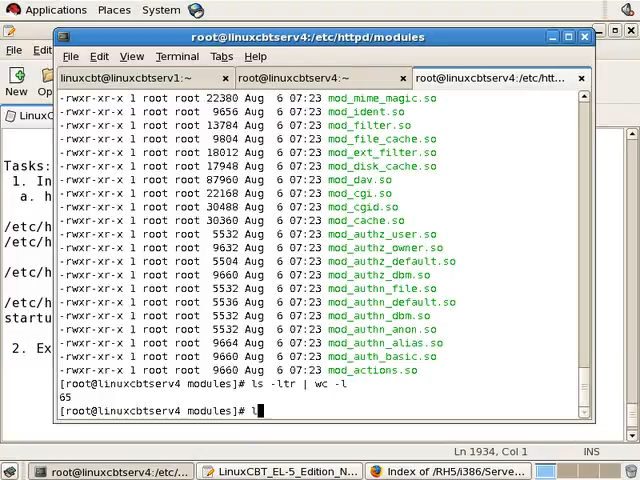 Applications Places System
root@linuxcbtserv4:/etc/httpd/modules
File Edit View Terminal Tabs Help
linuxcbt@linuxcbtserv1:~ root@linuxcbtserv4:~ root@linuxcbtserv4:/etc/htt...
-rwxr-xr-x 1 root root 22380 Aug 6 07:23 mod_mime_magic.so
-rwxr-xr-x 1 root root 9656 Aug 6 07:23 mod_ident.so
-rwxr-xr-x 1 root root 13784 Aug 6 07:23 mod_filter.so
-rwxr-xr-x 1 root root 9804 Aug 6 07:23 mod_file_cache.so
-rwxr-xr-x 1 root root 18012 Aug 6 07:23 mod_ext_filter.so
-rwxr-xr-x 1 root root 17948 Aug 6 07:23 mod_disk_cache.so
-rwxr-xr-x 1 root root 87960 Aug 6 07:23 mod_dav.so
-rwxr-xr-x 1 root root 22168 Aug 6 07:23 mod_cgi.so
-rwxr-xr-x 1 root root 30488 Aug 6 07:23 mod_cgid.so
-rwxr-xr-x 1 root root 30360 Aug 6 07:23 mod_cache.so
-rwxr-xr-x 1 root root 5532 Aug 6 07:23 mod_authz_user.so
-rwxr-xr-x 1 root root 9632 Aug 6 07:23 mod_authz_owner.so
-rwxr-xr-x 1 root root 5504 Aug 6 07:23 mod_authz_default.so
-rwxr-xr-x 1 root root 9660 Aug 6 07:23 mod_authz_dbm.so
-rwxr-xr-x 1 root root 5532 Aug 6 07:23 mod_authn_file.so
-rwxr-xr-x 1 root root 5536 Aug 6 07:23 mod_authn_default.so
-rwxr-xr-x 1 root root 5532 Aug 6 07:23 mod_authn_dbm.so
-rwxr-xr-x 1 root root 5532 Aug 6 07:23 mod_authn_anon.so
-rwxr-xr-x 1 root root 9664 Aug 6 07:23 mod_authn_alias.so
-rwxr-xr-x 1 root root 9660 Aug 6 07:23 mod_auth_basic.so
-rwxr-xr-x 1 root root 9660 Aug 6 07:23 mod_actions.so
[root@linuxcbtserv4 modules]# ls -ltr | wc -l
65
[root@linuxcbtserv4 modules]# l
File Edi
New Op
LinuxC
Tasks:
1. In
a. h
/etc/h
/etc/h
/etc/h
/etc/h
startu
2. Ex
Ln 1934, Col 1 INS
root@linuxcbtserv4:/etc/... LinuxCBT_EL-5_Edition_N... Index of /RH5/i386/Serve...